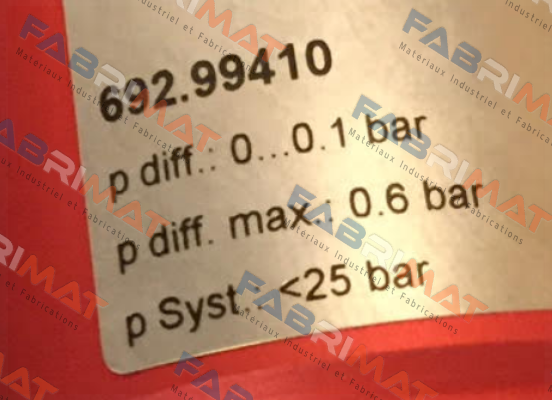 692.99410
p diff.: 0...0.1 bar
p diff. max.: 0.6 bar
p Syst.: <25 bar
FABRIMAT
Materiaux Industriel et Fabrications